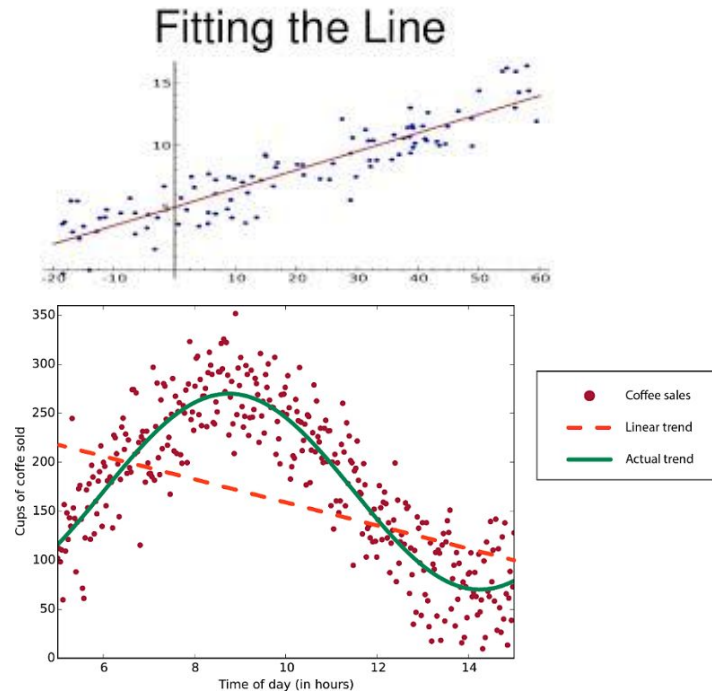 Fitting the Line
15
10
5
-20 -10 10 20 30 40 50 60
350
300
250
200
150
100
50
0
Cups of coffe sold
6 8 10 12 14
Time of day (in hours)
Coffee sales
Linear trend
Actual trend